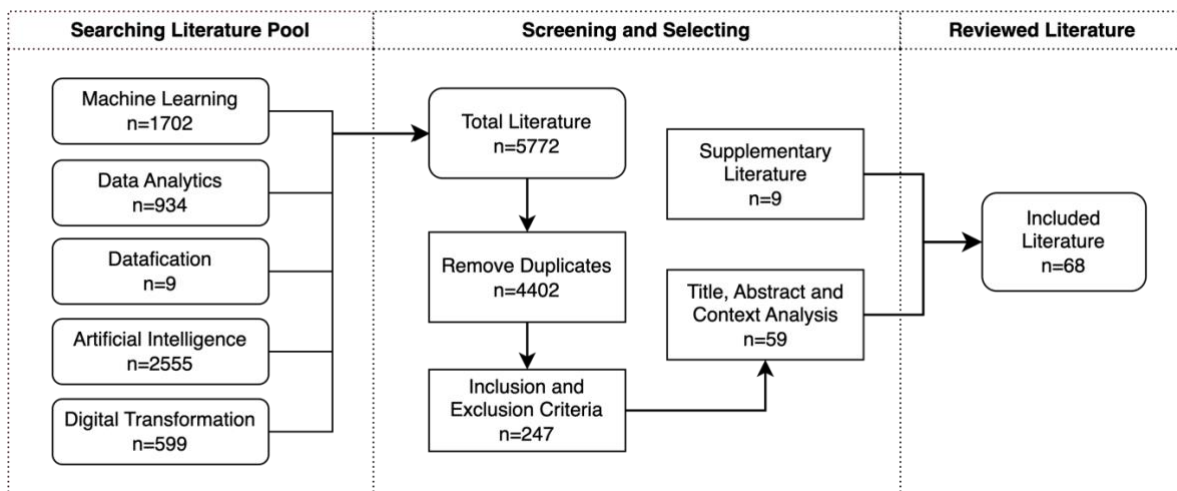 Searching Literature Pool
Screening and Selecting
Reviewed Literature
Machine Learning
n=1702
Data Analytics
n=934
Datafication
n=9
Artificial Intelligence
n=2555
Digital Transformation
n=599
Total Literature
n=5772
Remove Duplicates
n=4402
Inclusion and
Exclusion Criteria
n=247
Supplementary
Literature
n=9
Title, Abstract and
Context Analysis
n=59
Included
Literature
n=68